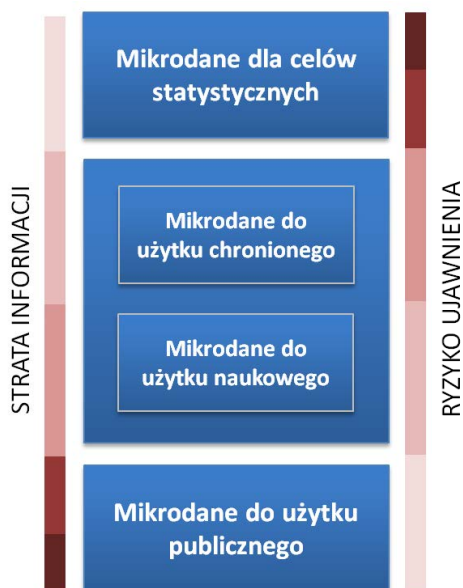 Mikrodane dla celów
statystycznych
STRATA INFORMACJI
Mikrodane do
użytku chronionego
Mikrodane do
użytku naukowego
RYZYKO UJAWNIENIA
Mikrodane do użytku
publicznego